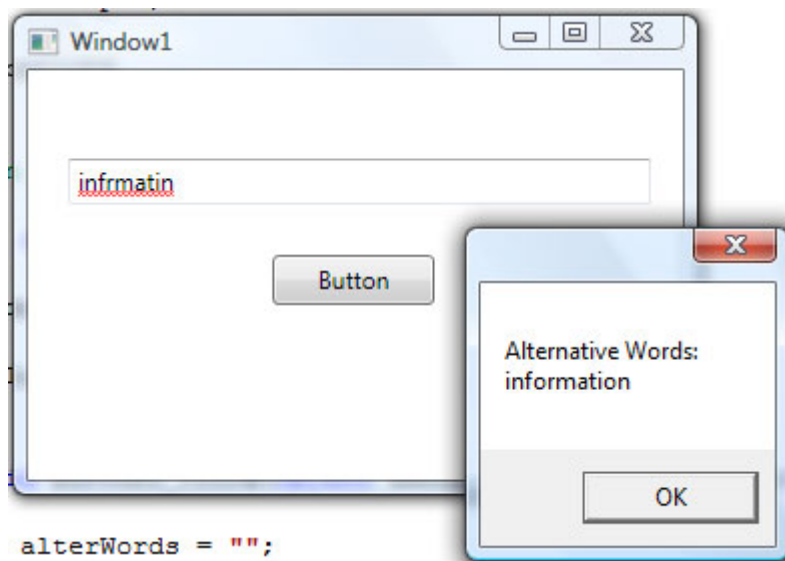 Window1
infrmatin
Button
Alternative Words:
information
OK
alterWords = "";